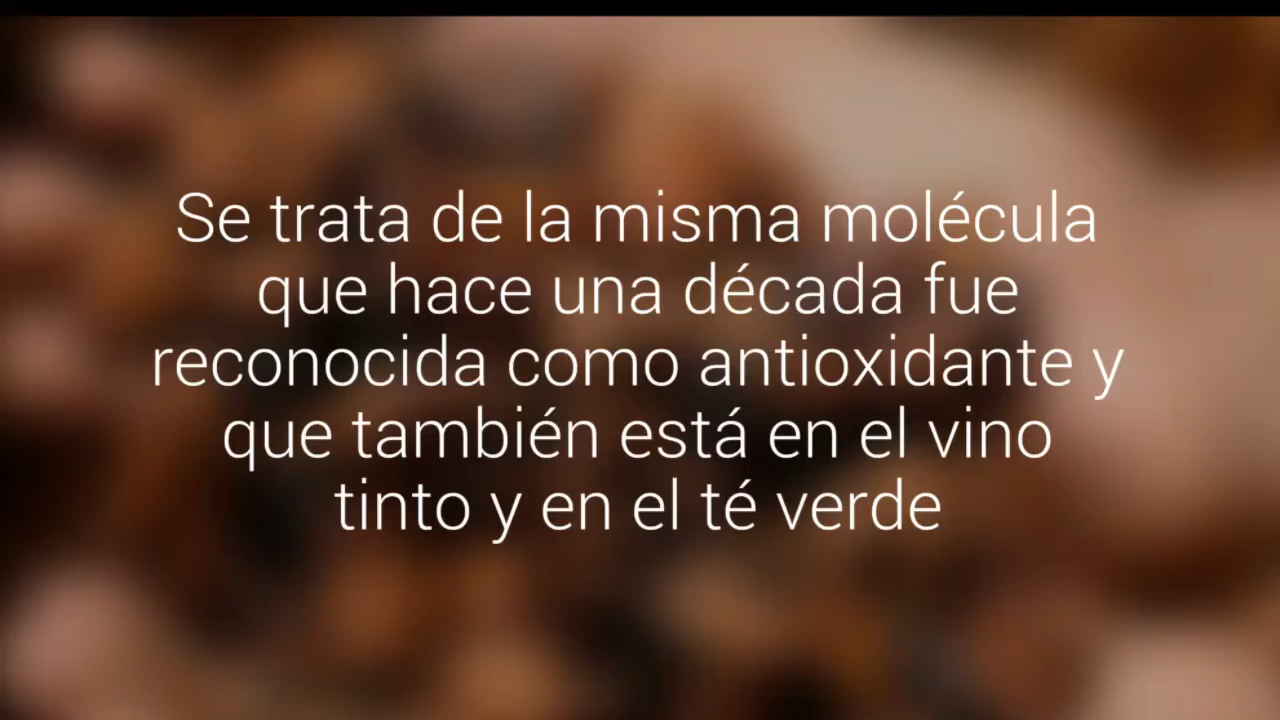 Se trata de la misma molécula
que hace una década fue
reconocida como antioxidante y
que también está en el vino
tinto y en el té verde